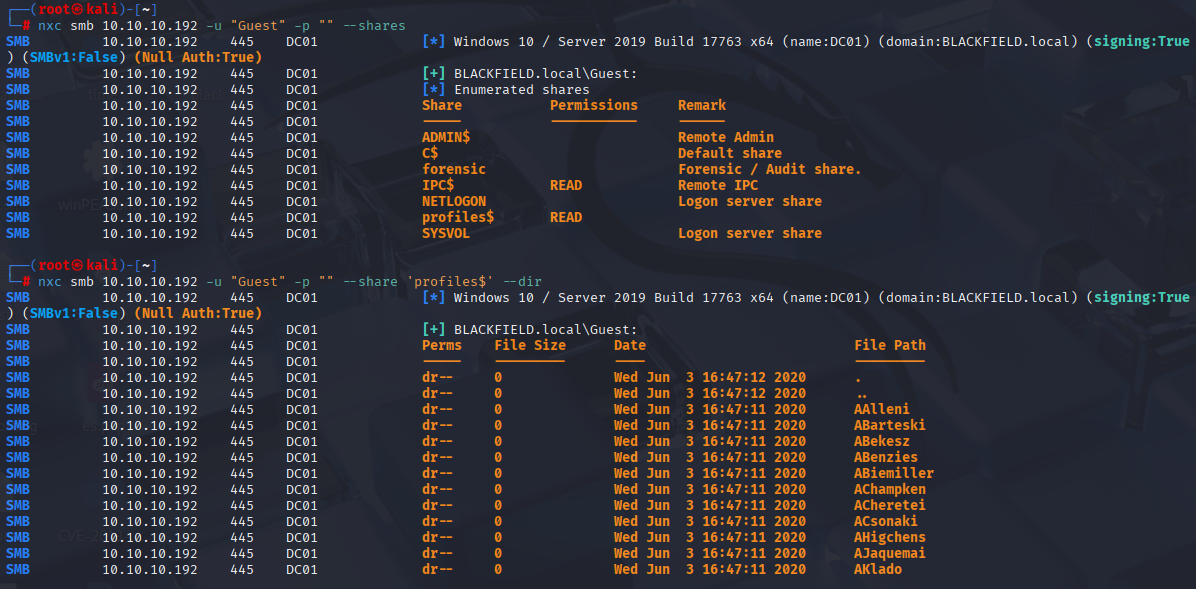 ┌──(root㉿kali)-[~]
└─# nxc smb 10.10.10.192 -u "Guest" -p "" --shares
SMB         10.10.10.192    445    DC01             [*] Windows 10 / Server 2019 Build 17763 x64 (name:DC01) (domain:BLACKFIELD.local) (signing:True
) (SMBv1:False) (Null Auth:True)
SMB         10.10.10.192    445    DC01             [+] BLACKFIELD.local\Guest:
SMB         10.10.10.192    445    DC01             [*] Enumerated shares
SMB         10.10.10.192    445    DC01             Share           Permissions     Remark
SMB         10.10.10.192    445    DC01             -----           -----------     ------
SMB         10.10.10.192    445    DC01             ADMIN$                          Remote Admin
SMB         10.10.10.192    445    DC01             C$                              Default share
SMB         10.10.10.192    445    DC01             forensic                        Forensic / Audit share.
SMB         10.10.10.192    445    DC01             IPC$            READ            Remote IPC
SMB         10.10.10.192    445    DC01             NETLOGON                        Logon server share
SMB         10.10.10.192    445    DC01             profiles$       READ
SMB         10.10.10.192    445    DC01             SYSVOL                          Logon server share
┌──(root㉿kali)-[~]
└─# nxc smb 10.10.10.192 -u "Guest" -p "" --share 'profiles$' --dir
SMB         10.10.10.192    445    DC01             [*] Windows 10 / Server 2019 Build 17763 x64 (name:DC01) (domain:BLACKFIELD.local) (signing:True
) (SMBv1:False) (Null Auth:True)
SMB         10.10.10.192    445    DC01             [+] BLACKFIELD.local\Guest:
SMB         10.10.10.192    445    DC01             Perms    File Size      Date                          File Path
SMB         10.10.10.192    445    DC01             -----    ---------      ----                          ---------
SMB         10.10.10.192    445    DC01             dr--     0              Wed Jun  3 16:47:12 2020      .
SMB         10.10.10.192    445    DC01             dr--     0              Wed Jun  3 16:47:12 2020      ..
SMB         10.10.10.192    445    DC01             dr--     0              Wed Jun  3 16:47:11 2020      AAlleni
SMB         10.10.10.192    445    DC01             dr--     0              Wed Jun  3 16:47:11 2020      ABarteski
SMB         10.10.10.192    445    DC01             dr--     0              Wed Jun  3 16:47:11 2020      ABekesz
SMB         10.10.10.192    445    DC01             dr--     0              Wed Jun  3 16:47:11 2020      ABenzies
SMB         10.10.10.192    445    DC01             dr--     0              Wed Jun  3 16:47:11 2020      ABiemiller
SMB         10.10.10.192    445    DC01             dr--     0              Wed Jun  3 16:47:11 2020      AChampken
SMB         10.10.10.192    445    DC01             dr--     0              Wed Jun  3 16:47:11 2020      ACheretei
SMB         10.10.10.192    445    DC01             dr--     0              Wed Jun  3 16:47:11 2020      ACsonaki
SMB         10.10.10.192    445    DC01             dr--     0              Wed Jun  3 16:47:11 2020      AHigchens
SMB         10.10.10.192    445    DC01             dr--     0              Wed Jun  3 16:47:11 2020      AJaquemai
SMB         10.10.10.192    445    DC01             dr--     0              Wed Jun  3 16:47:11 2020      AKlado